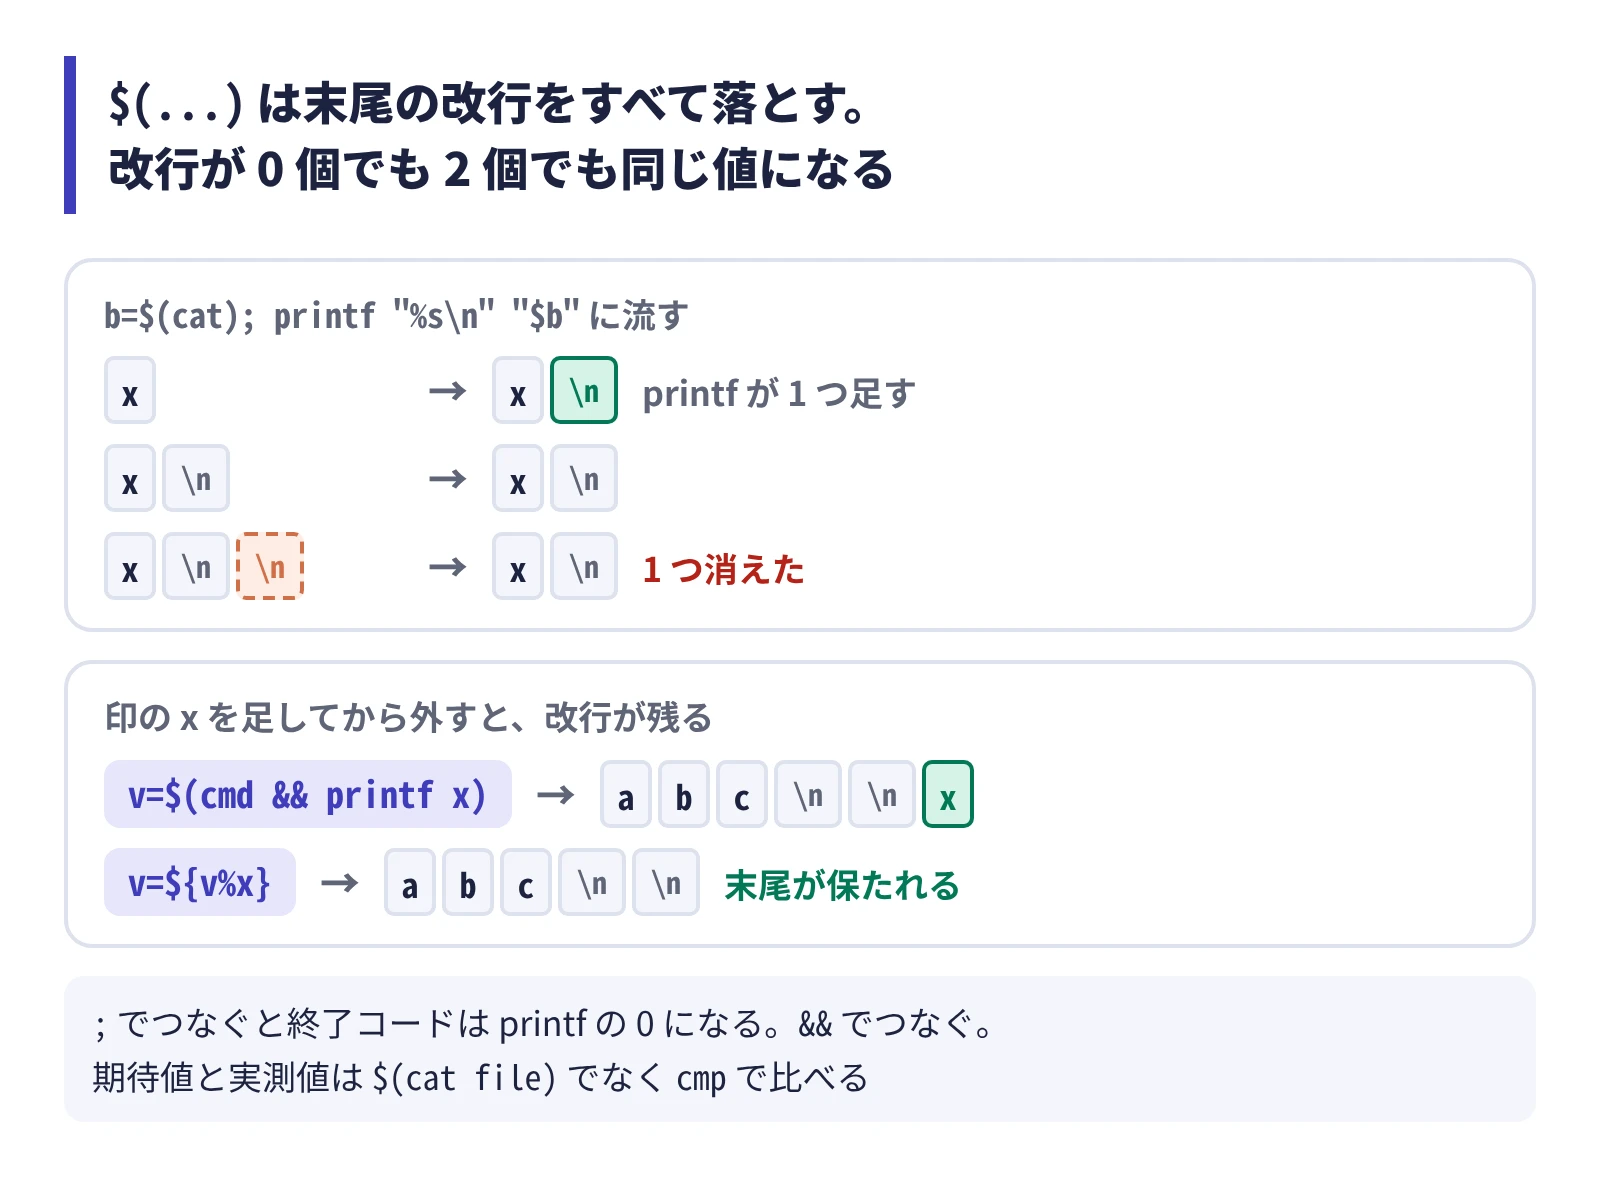 $(...) は末尾の改行をすべて落とす。
改行が 0 個でも 2 個でも同じ値になる
b=$(cat); printf "%s\n" "$b" に流す
x → x \n printf が 1 つ足す
x \n → x \n
x \n \n → x \n 1 つ消えた
印の x を足してから外すと、改行が残る
v=$(cmd && printf x) → a b c \n \n x
v=${v%x} → a b c \n \n 末尾が保たれる
; でつなぐと終了コードは printf の 0 になる。&& でつなぐ。
期待値と実測値は $(cat file) でなく cmp で比べる